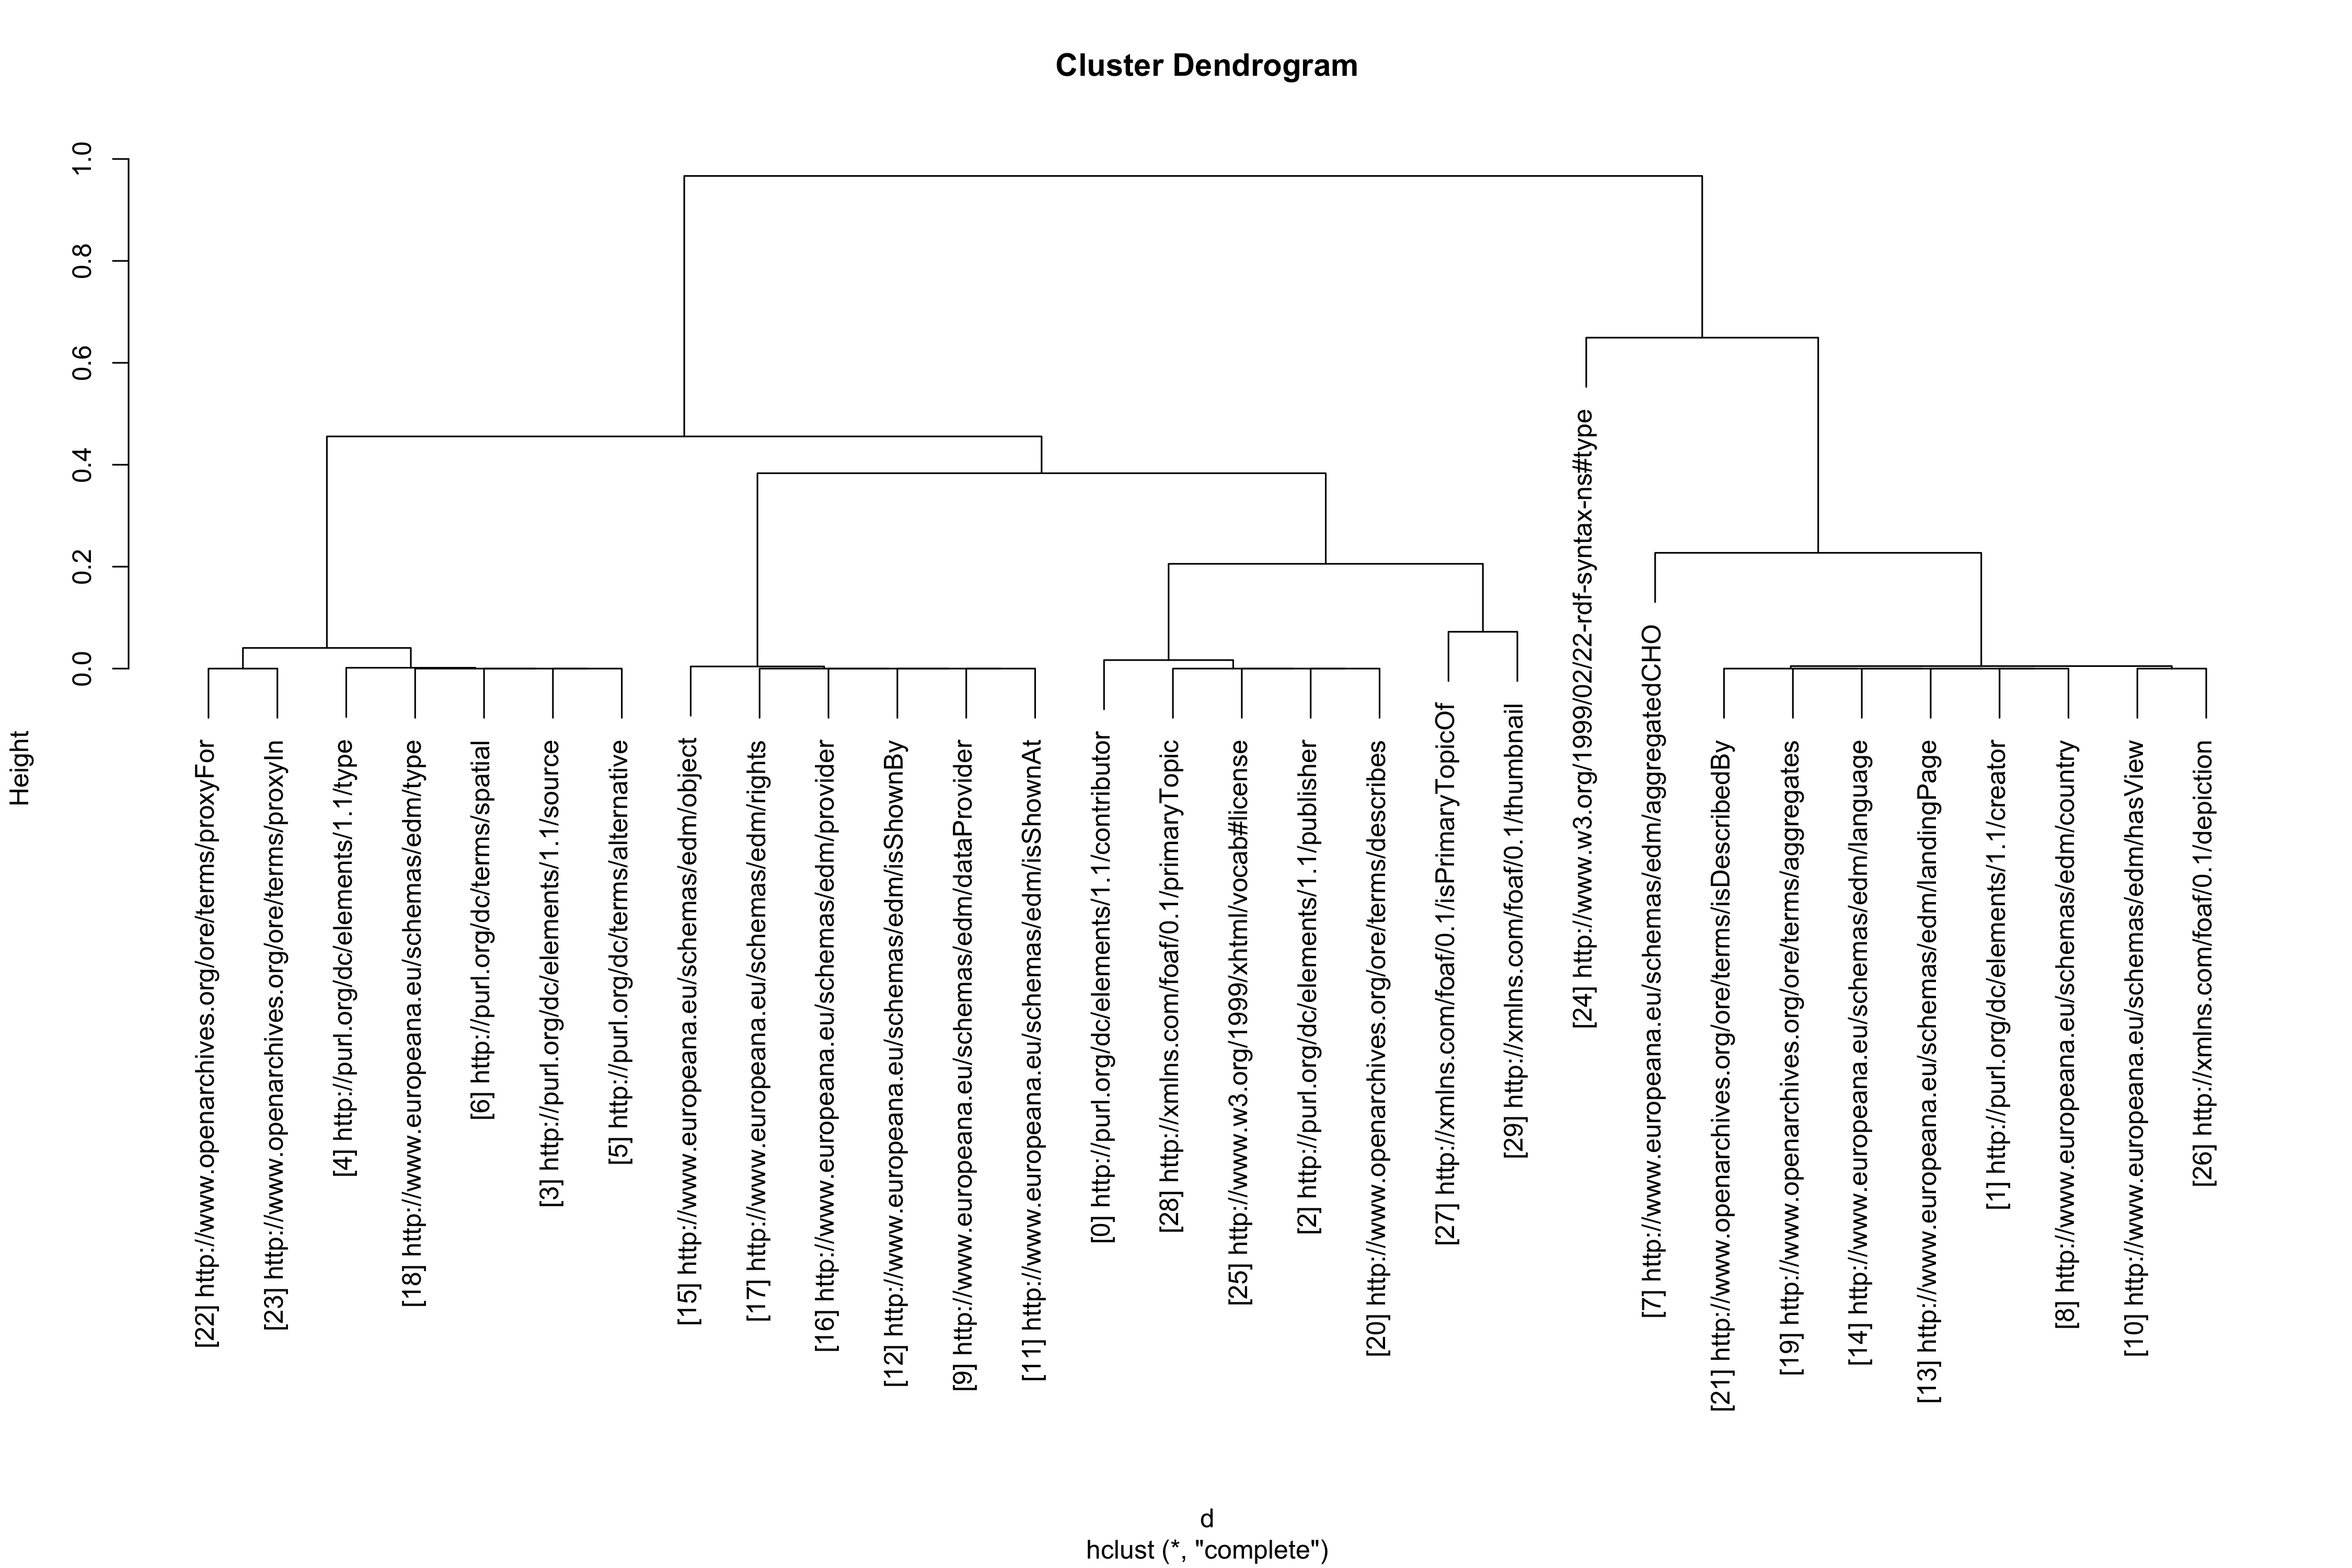 Cluster Dendrogram
Height
1.0
0.8
0.6
0.4
0.2
0.0
[22] http://www.openarchives.org/ore/terms/proxyFor
[23] http://www.openarchives.org/ore/terms/proxyIn
[4] http://purl.org/dc/elements/1.1/type
[18] http://www.europeana.eu/schemas/edm/type
[6] http://purl.org/dc/terms/spatial
[3] http://purl.org/dc/elements/1.1/source
[5] http://purl.org/dc/terms/alternative
[15] http://www.europeana.eu/schemas/edm/object
[17] http://www.europeana.eu/schemas/edm/rights
[16] http://www.europeana.eu/schemas/edm/provider
[12] http://www.europeana.eu/schemas/edm/isShownBy
[9] http://www.europeana.eu/schemas/edm/dataProvider
[11] http://www.europeana.eu/schemas/edm/isShownAt
[0] http://purl.org/dc/elements/1.1/contributor
[28] http://xmlns.com/foaf/0.1/primaryTopic
[25] http://www.w3.org/1999/xhtml/vocab#license
[2] http://purl.org/dc/elements/1.1/publisher
[20] http://www.openarchives.org/ore/terms/describes
[27] http://xmlns.com/foaf/0.1/isPrimaryTopicOf
[29] http://xmlns.com/foaf/0.1/thumbnail
[24] http://www.w3.org/1999/02/22-rdf-syntax-ns#type
[7] http://www.europeana.eu/schemas/edm/aggregatedCHO
[21] http://www.openarchives.org/ore/terms/isDescribedBy
[19] http://www.openarchives.org/ore/terms/aggregates
[14] http://www.europeana.eu/schemas/edm/language
[13] http://www.europeana.eu/schemas/edm/landingPage
[1] http://purl.org/dc/elements/1.1/creator
[8] http://www.europeana.eu/schemas/edm/country
[10] http://www.europeana.eu/schemas/edm/hasView
[26] http://xmlns.com/foaf/0.1/depiction
d
hclust (*, "complete")